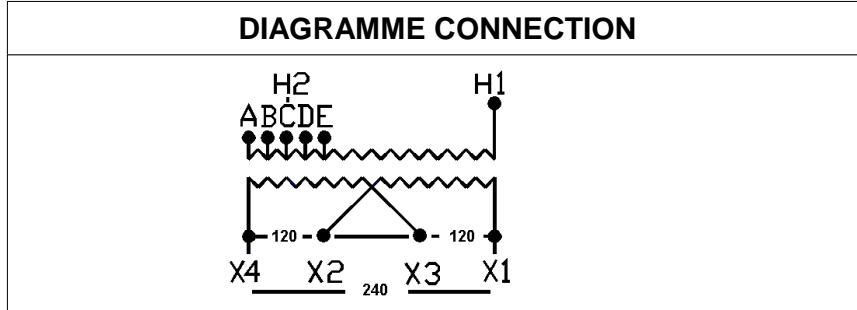 DIAGRAMME CONNECTION
H2 H1
ABCDE
120 120
X4 X2 X3 X1
240